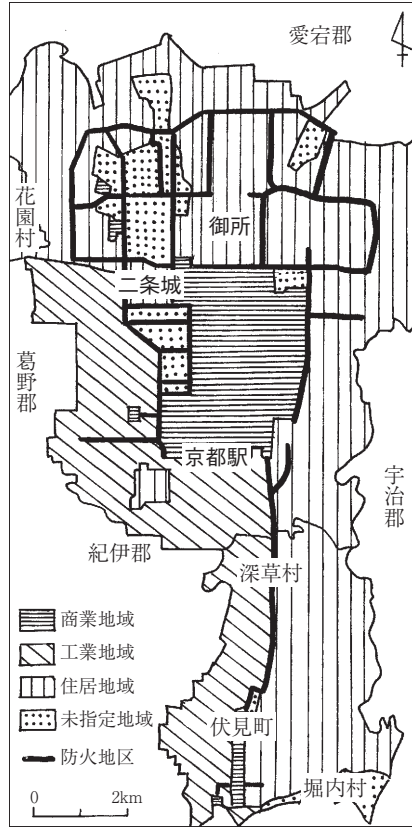 愛宕郡
花園村
御所
二条城
葛野郡
京都駅
宇治郡
紀伊郡
深草村
商業地域
工業地域
住居地域
未指定地域
防火地区
伏見町
堀内村
0 2km